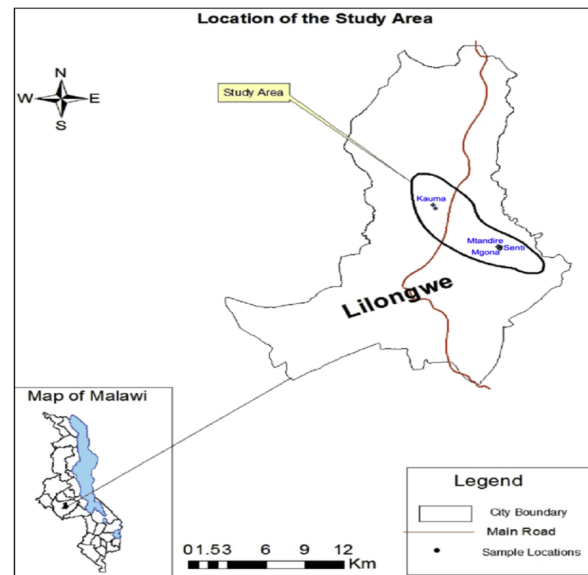 Location of the Study Area
N
W E
S
Study Area
Kauma
Mtandire
Senti
Mgona
Lilongwe
Map of Malawi
Legend
City Boundary
Main Road
Sample Locations
0 1.5 3 6 9 12
Km